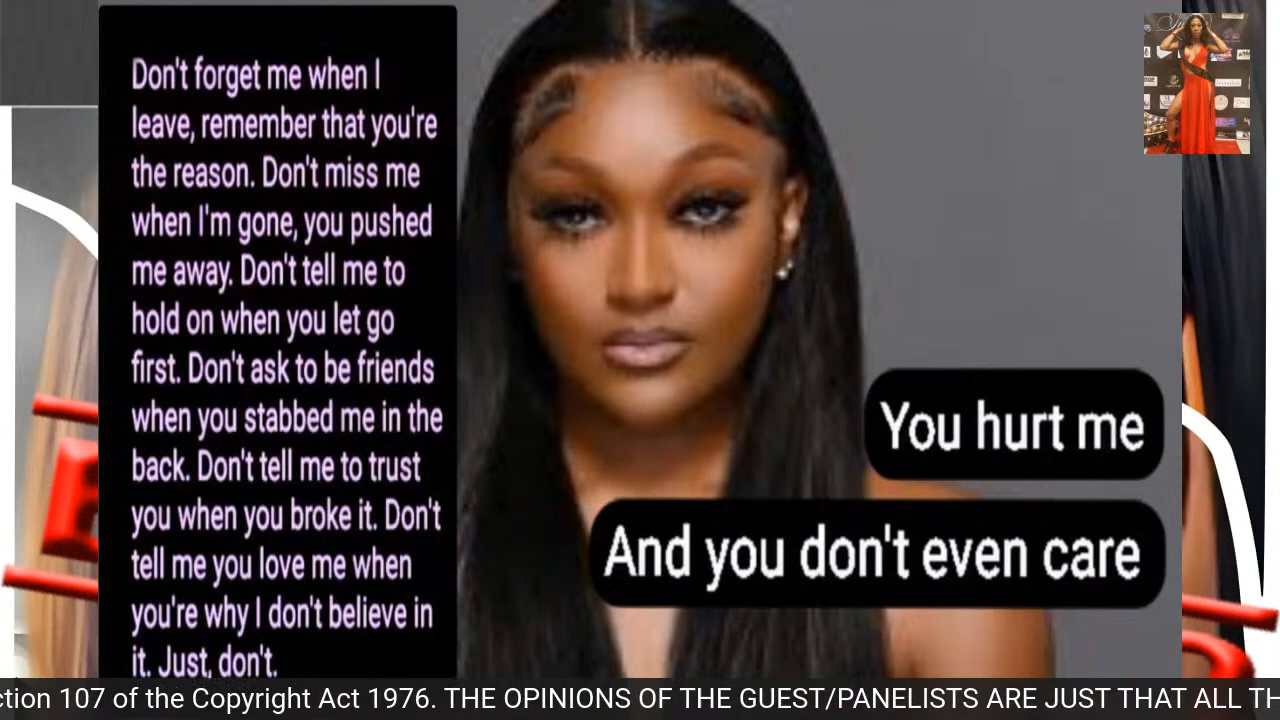 Don't forget me when I
leave, remember that you're
the reason. Don't miss me
when I'm gone, you pushed
me away. Don't tell me to
hold on when you let go
first. Don't ask to be friends
when you stabbed me in the
back. Don't tell me to trust
you when you broke it. Don't
tell me you love me when
you're why I don't believe in
it. Just, don't.
You hurt me
And you don't even care
ction 107 of the Copyright Act 1976. THE OPINIONS OF THE GUEST/PANELISTS ARE JUST THAT ALL TH